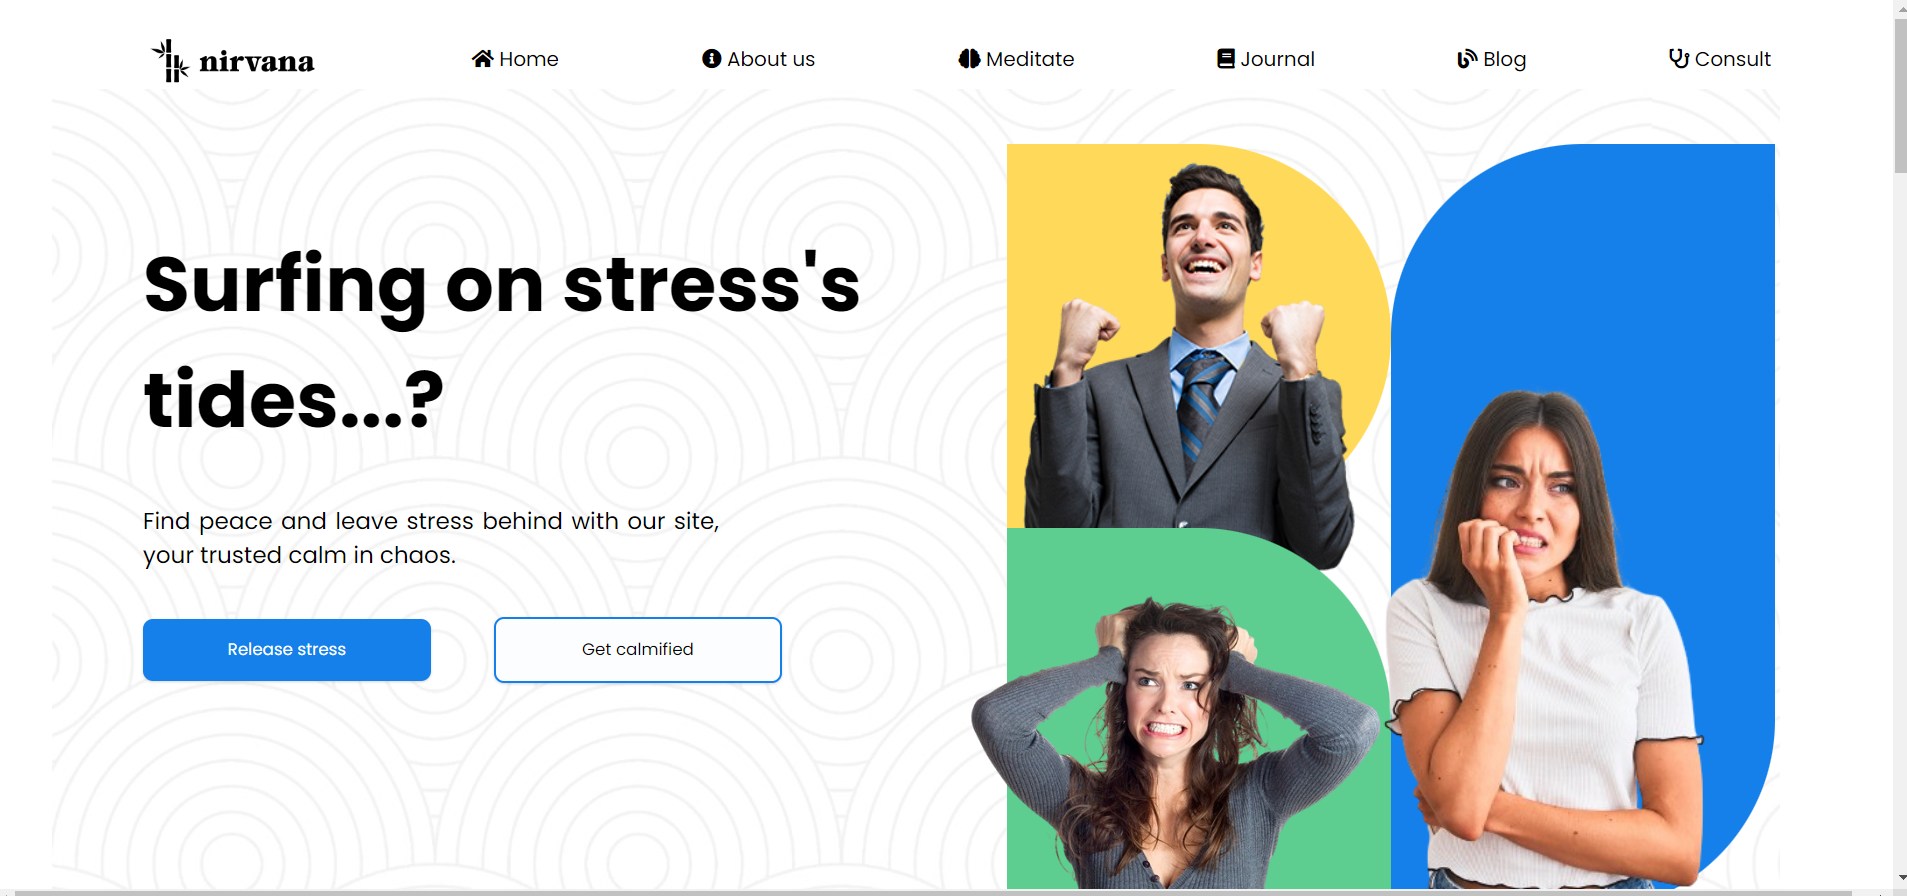 nirvana
Home
About us
Meditate
Journal
Blog
Consult
Surfing on stress's
tides...?
Find peace and leave stress behind with our site,
your trusted calm in chaos.
Release stress
Get calmified